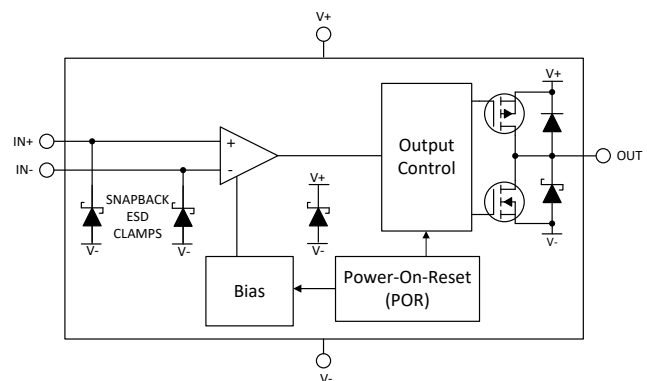 V+
V+
IN+
+
Output
Control
OUT
IN-
-
V+
SNAPBACK
ESD
CLAMPS
V-
V-
V-
V-
Bias
Power-On-Reset
(POR)
V-